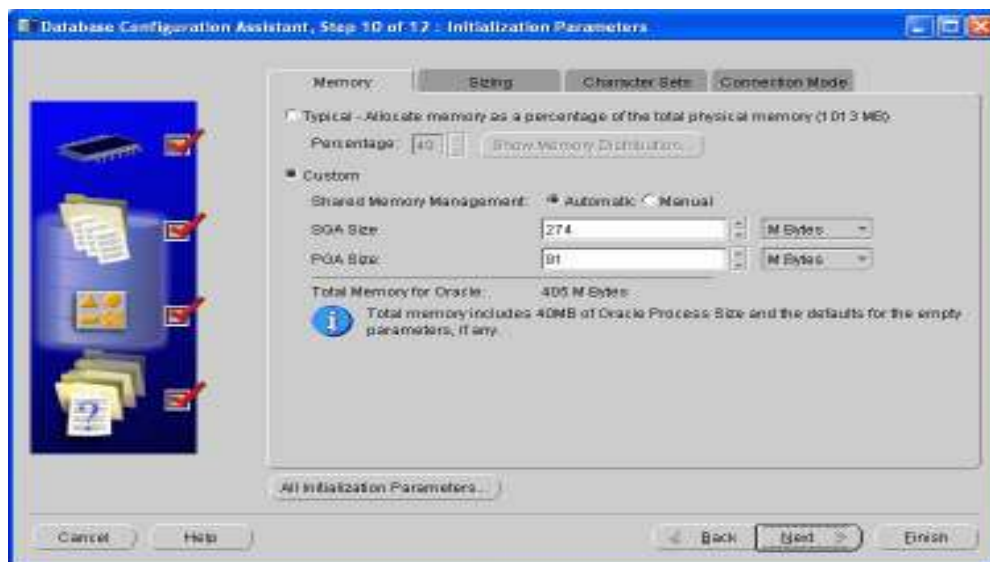 Database Configuration Assistant, Step 10 of 12 : Initialization Parameters
Memory Sizing Character Sets Connection Mode
Typical - Allocate memory as a percentage of the total physical memory (1013 MB)
Percentage: 40 Show Memory Distribution...
Custom
Shared Memory Management: Automatic Manual
SGA Size: 274 M Bytes
PGA Size: 91 M Bytes
Total Memory for Oracle: 405 M Bytes
Total memory includes 40MB of Oracle Process Size and the defaults for the empty
parameters, if any.
All Initialization Parameters...
Cancel Help Back Next Finish